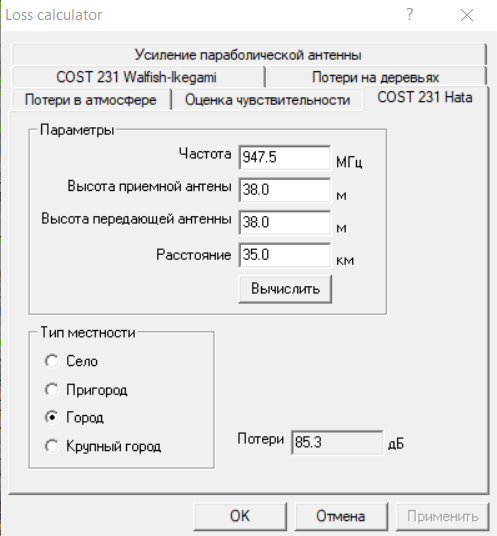 Loss calculator
Усиление параболической антенны
COST 231 Walfish-Ikegami Потери на деревьях
Потери в атмосфере Оценка чувствительности COST 231 Hata
Параметры
Частота 947.5 МГц
Высота приемной антены 38.0 м
Высота передающей антенны 38.0 м
Расстояние 35.0 км
Вычислить
Тип местности
Село
Пригород
Город
Крупный город
Потери 85.3 дБ
OK Отмена Применить